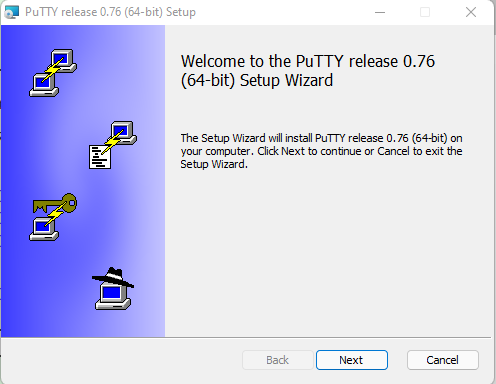 PuTTY release 0.76 (64-bit) Setup
Welcome to the PuTTY release 0.76
(64-bit) Setup Wizard
The Setup Wizard will install PuTTY release 0.76 (64-bit) on
your computer. Click Next to continue or Cancel to exit the
Setup Wizard.
Back
Next
Cancel